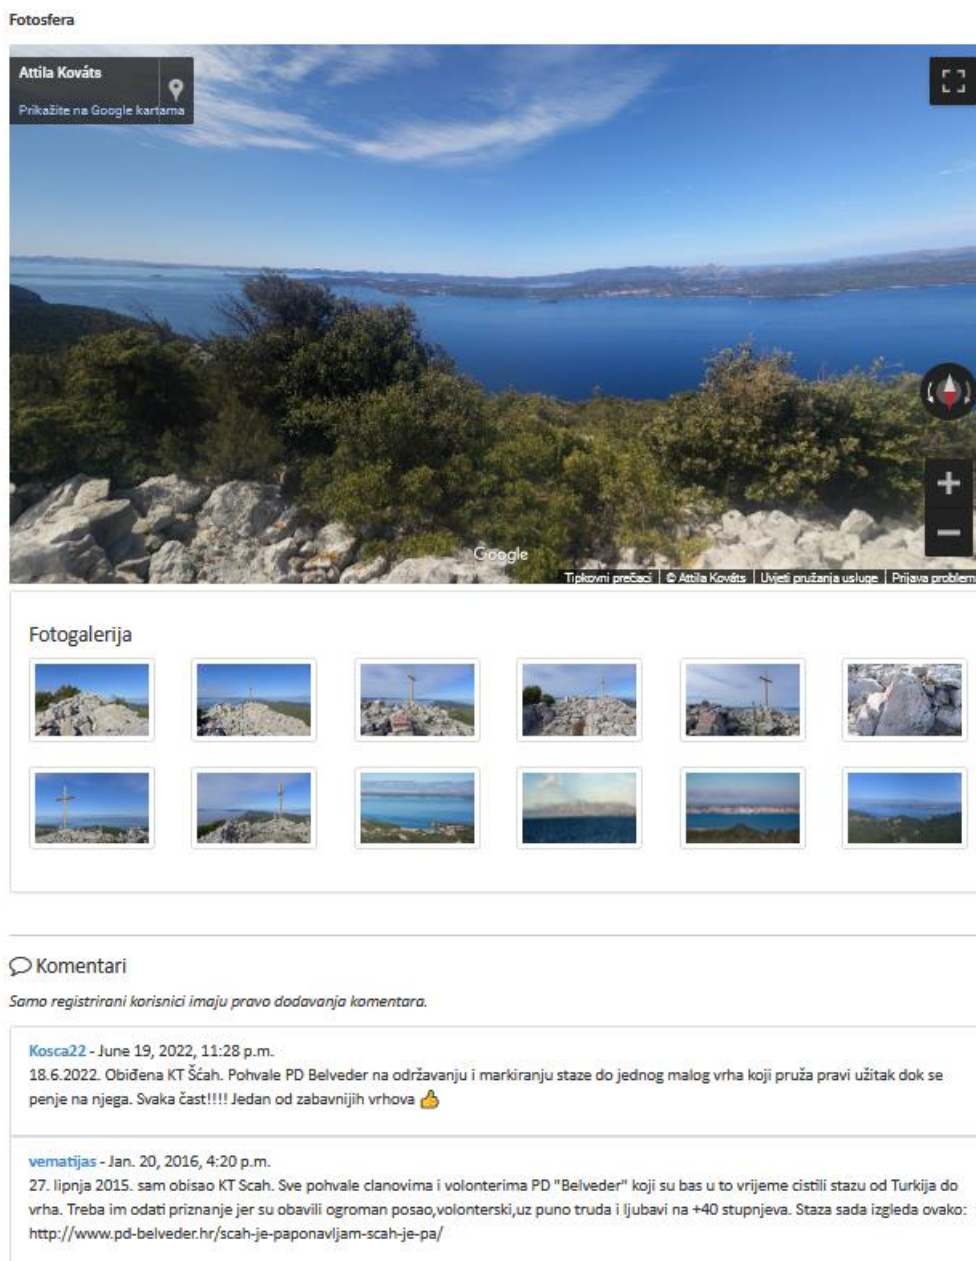 Fotosfera
Attila Kováts
Prikažite na Google kartama
Google
Tipkovni prečaci
© Attila Kováts
Uvjeti pružanja usluge
Prijava problem
Fotogalerija
Komentari
Samo registrirani korisnici imaju pravo dodavanja komentara.
Kosca22 - June 19, 2022, 11:28 p.m.
18.6.2022. Obiđena KT Šćah. Pohvale PD Belveder na održavanju i markiranju staze do jednog malog vrha koji pruža pravi užitak dok se
penje na njega. Svaka čast!!!! Jedan od zabavnijih vrhova 👍
vematijas - Jan. 20, 2016, 4:20 p.m.
27. lipnja 2015. sam obisao KT Scah. Sve pohvale clanovima i volonterima PD "Belveder" koji su bas u to vrijeme cistili stazu od Turkija do
vrha. Treba im odati priznanje jer su obavili ogroman posao,volonterski,uz puno truda i ljubavi na +40 stupnjeva. Staza sada izgleda ovako:
http://www.pd-belveder.hr/scah-je-paponavljam-scah-je-pa/